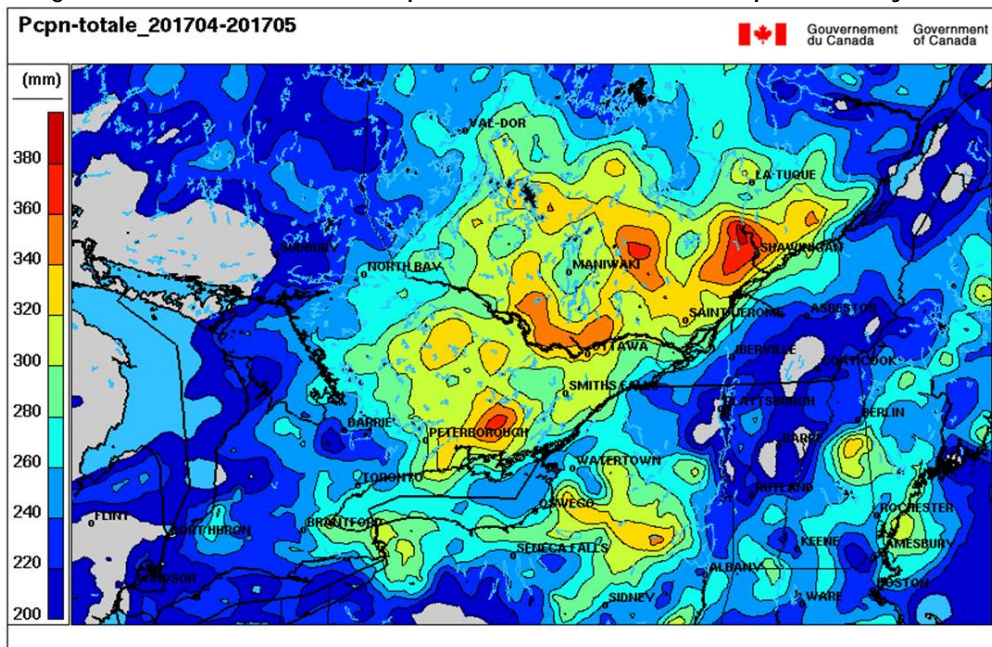 Pcpn-totale_201704-201705
Gouvernement du Canada
Government of Canada
(mm)
380
360
340
320
300
280
260
240
220
200
VAL-DOR
LA-TUQUE
SUDBURY
NORTH BAY
MANIWAKI
SHAWINIGAN
SAINT-JEROME
ASBESTOS
OTTAWA
IBERVILLE
COATICOOK
SMITHS FALLS
PLATTSBURGH
BERLIN
BARRIE
PETERBOROUGH
BARRE
WATERTOWN
TORONTO
RUTLAND
OSWEGO
ROCHESTER
FLINT
PORT HURON
BRANTFORD
KEENE
AMESBURY
SENECA FALLS
WINDSOR
ALBANY
BOSTON
SIDNEY
WARE